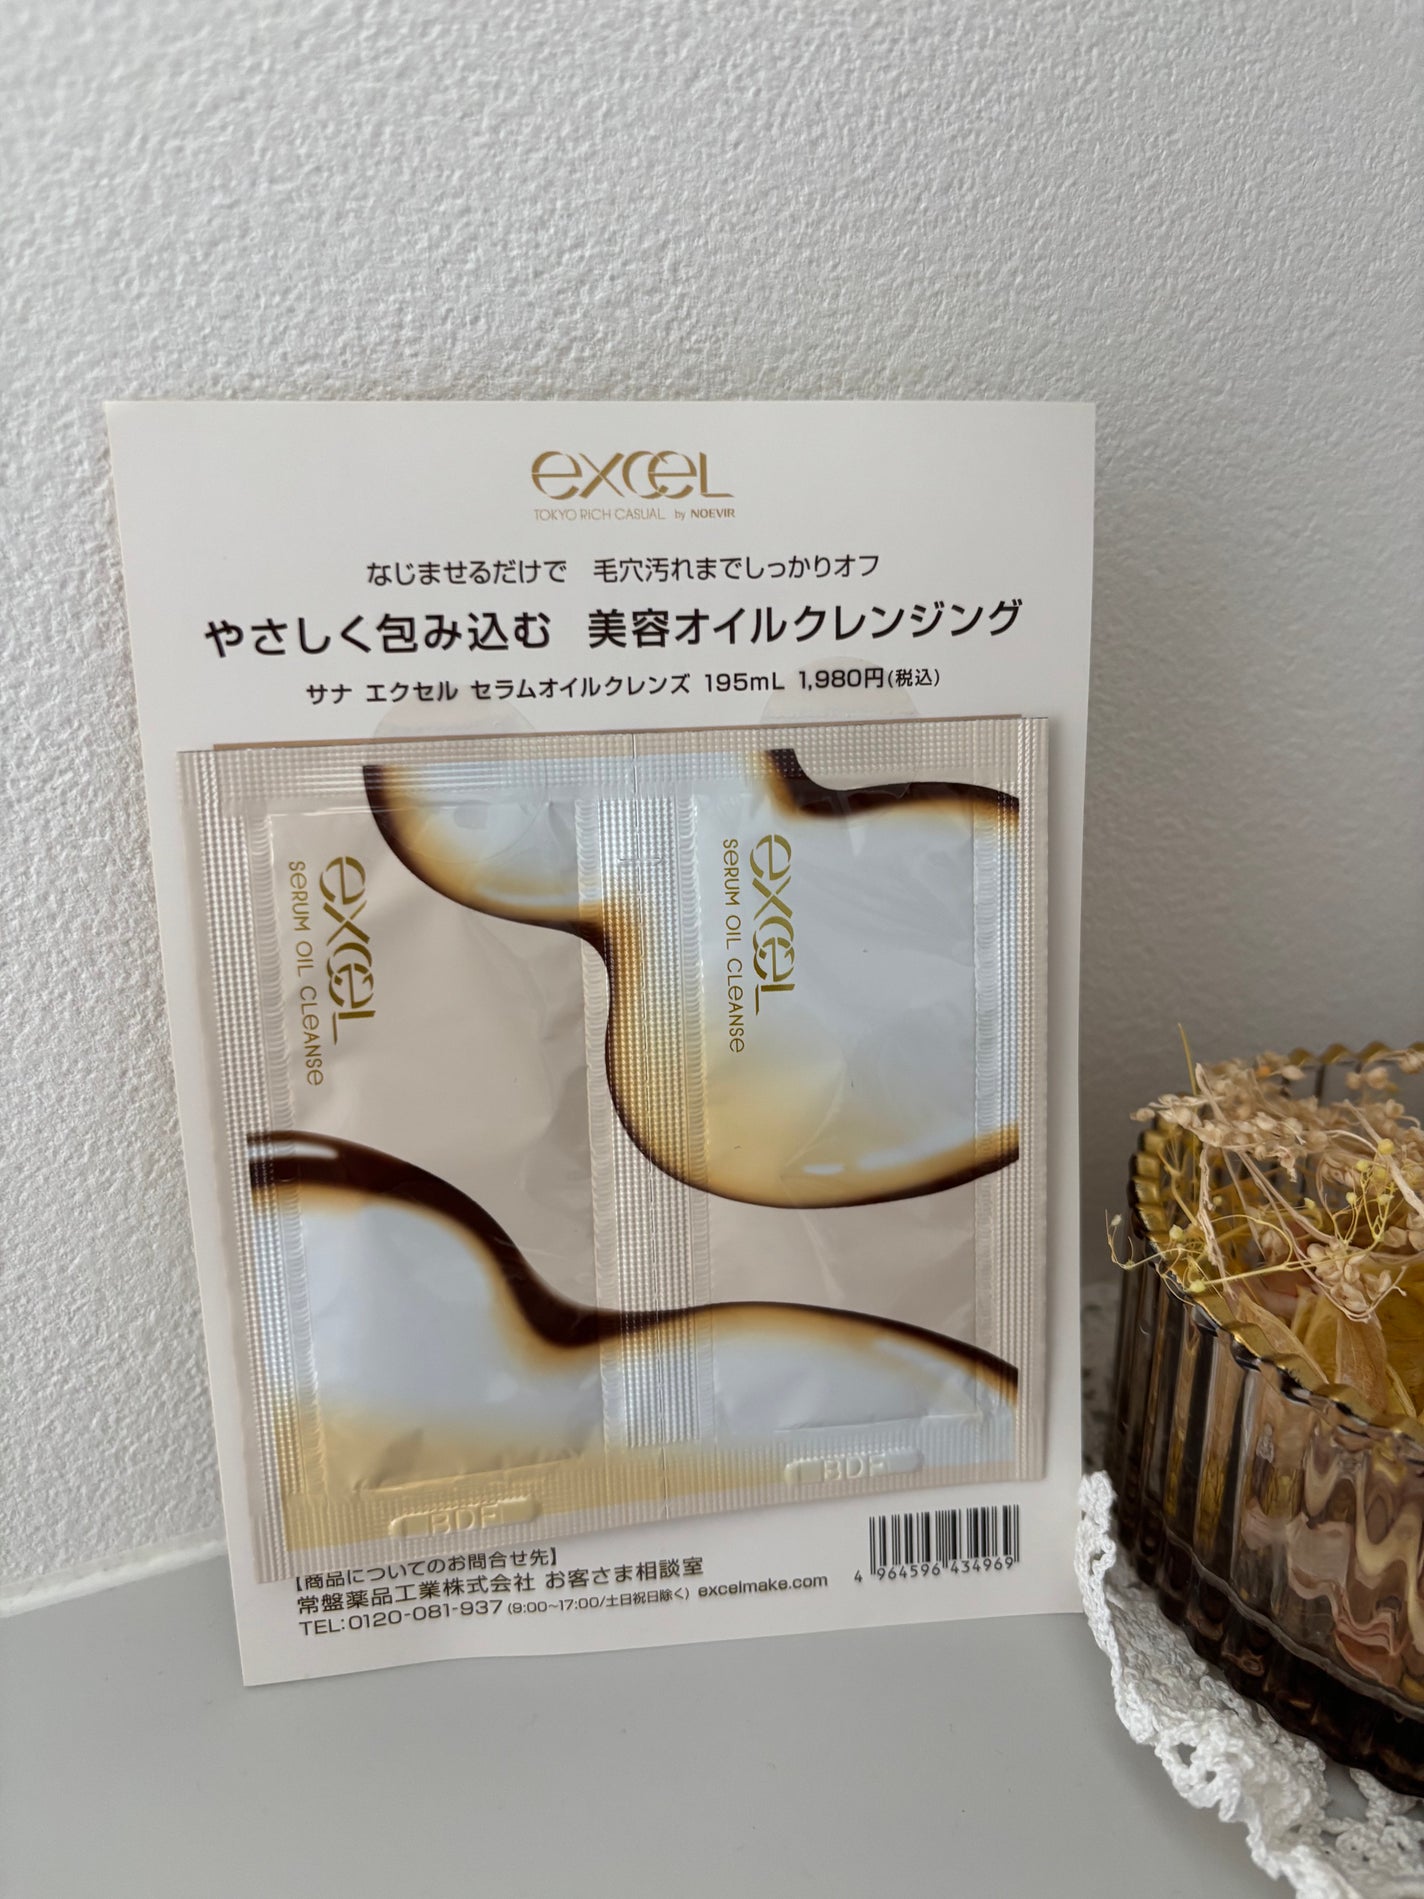 excel
TOKYO RICH CASUAL by NOEVIR
なじませるだけで 毛穴汚れまでしっかりオフ
やさしく包み込む 美容オイルクレンジング
サナ エクセル セラムオイルクレンズ 195mL 1,980円(税込)
excel
SERUM OIL CLEANSE
excel
SERUM OIL CLEANSE
BDF
BDF
【商品についてのお問合せ先】
常盤薬品工業株式会社 お客さま相談室
TEL:0120-081-937 (9:00~17:00/土日祝日除く) excelmake.com
4 964596 434969